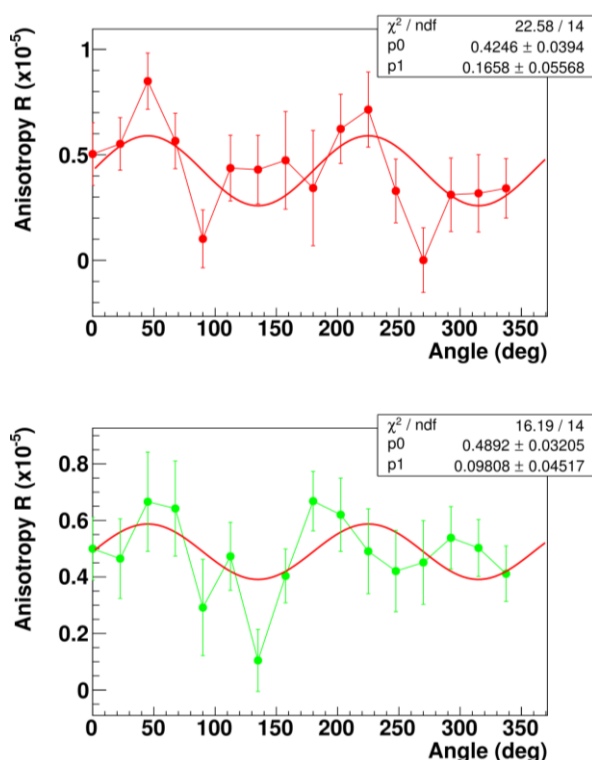 χ² / ndf 22.58 / 14
p0 0.4246 ± 0.0394
p1 0.1658 ± 0.05568
Anisotropy R (x10⁻⁵)
1
0.5
0
0 50 100 150 200 250 300 350
Angle (deg)
χ² / ndf 16.19 / 14
p0 0.4892 ± 0.03205
p1 0.09808 ± 0.04517
Anisotropy R (x10⁻⁵)
0.8
0.6
0.4
0.2
0
0 50 100 150 200 250 300 350
Angle (deg)